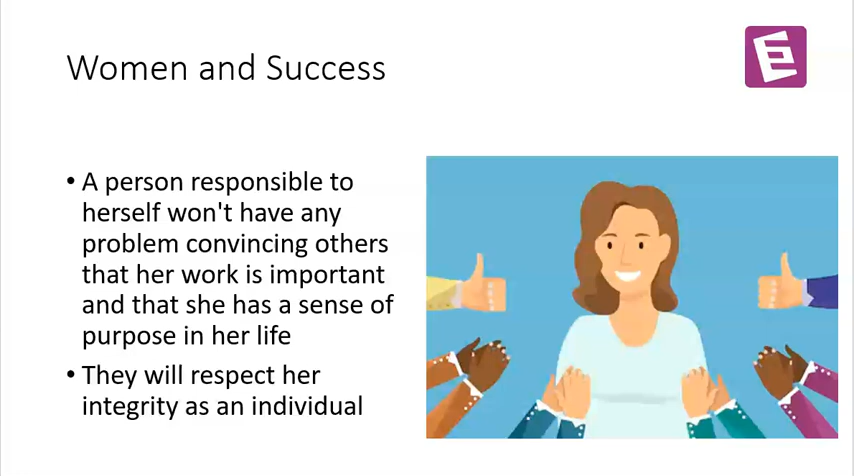 Women and Success
E
• A person responsible to
herself won't have any
problem convincing others
that her work is important
and that she has a sense of
purpose in her life
• They will respect her
integrity as an individual